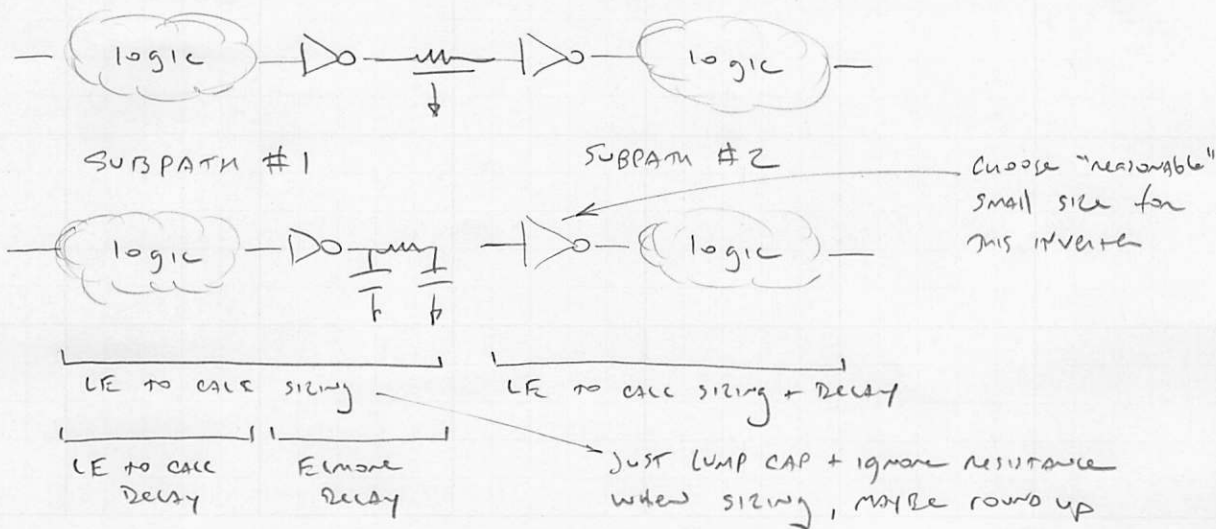 logic
logic
SUBPATH #1
SUBPATH #2
CHOOSE "REASONABLE"
SMALL SIZE FOR
THIS INVERTER
logic
logic
LE TO CALC SIZING
LE TO CALC SIZING + DELAY
LE TO CALC
DELAY
ELMORE
DELAY
JUST LUMP CAP + IGNORE RESISTANCE
WHEN SIZING, MAYBE ROUND UP